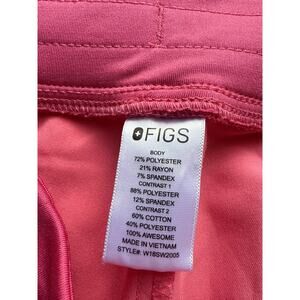 FIGS
BODY
72% POLYESTER
21% RAYON
7% SPANDEX
CONTRAST 1
88% POLYESTER
12% SPANDEX
CONTRAST 2
60% COTTON
40% POLYESTER
100% AWESOME
MADE IN VIETNAM
STYLE#: W18SW2005